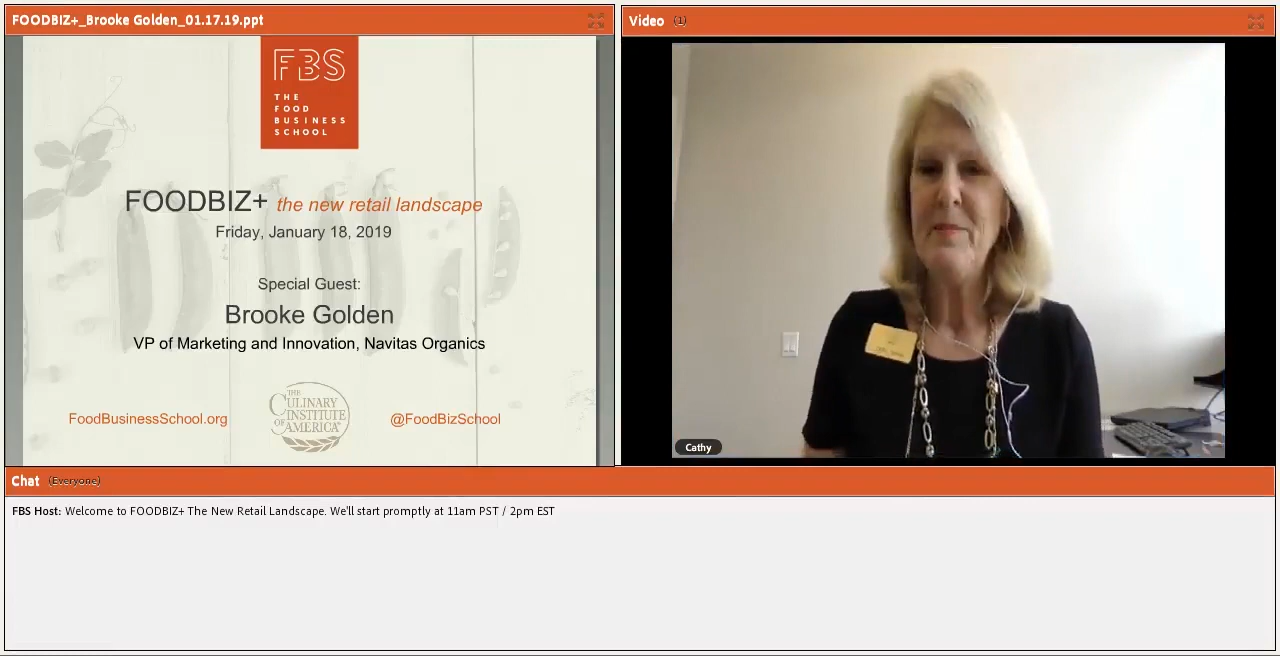 FOODBIZ+_Brooke Golden_01.17.19.ppt
FBS
THE
FOOD
BUSINESS
SCHOOL
FOODBIZ+ the new retail landscape
Friday, January 18, 2019
Special Guest:
Brooke Golden
VP of Marketing and Innovation, Navitas Organics
FoodBusinessSchool.org
THE
CULINARY
INSTITUTE
OF AMERICA®
@FoodBizSchool
Video (1)
Cathy
Chat (Everyone)
FBS Host: Welcome to FOODBIZ+ The New Retail Landscape. We'll start promptly at 11am PST / 2pm EST